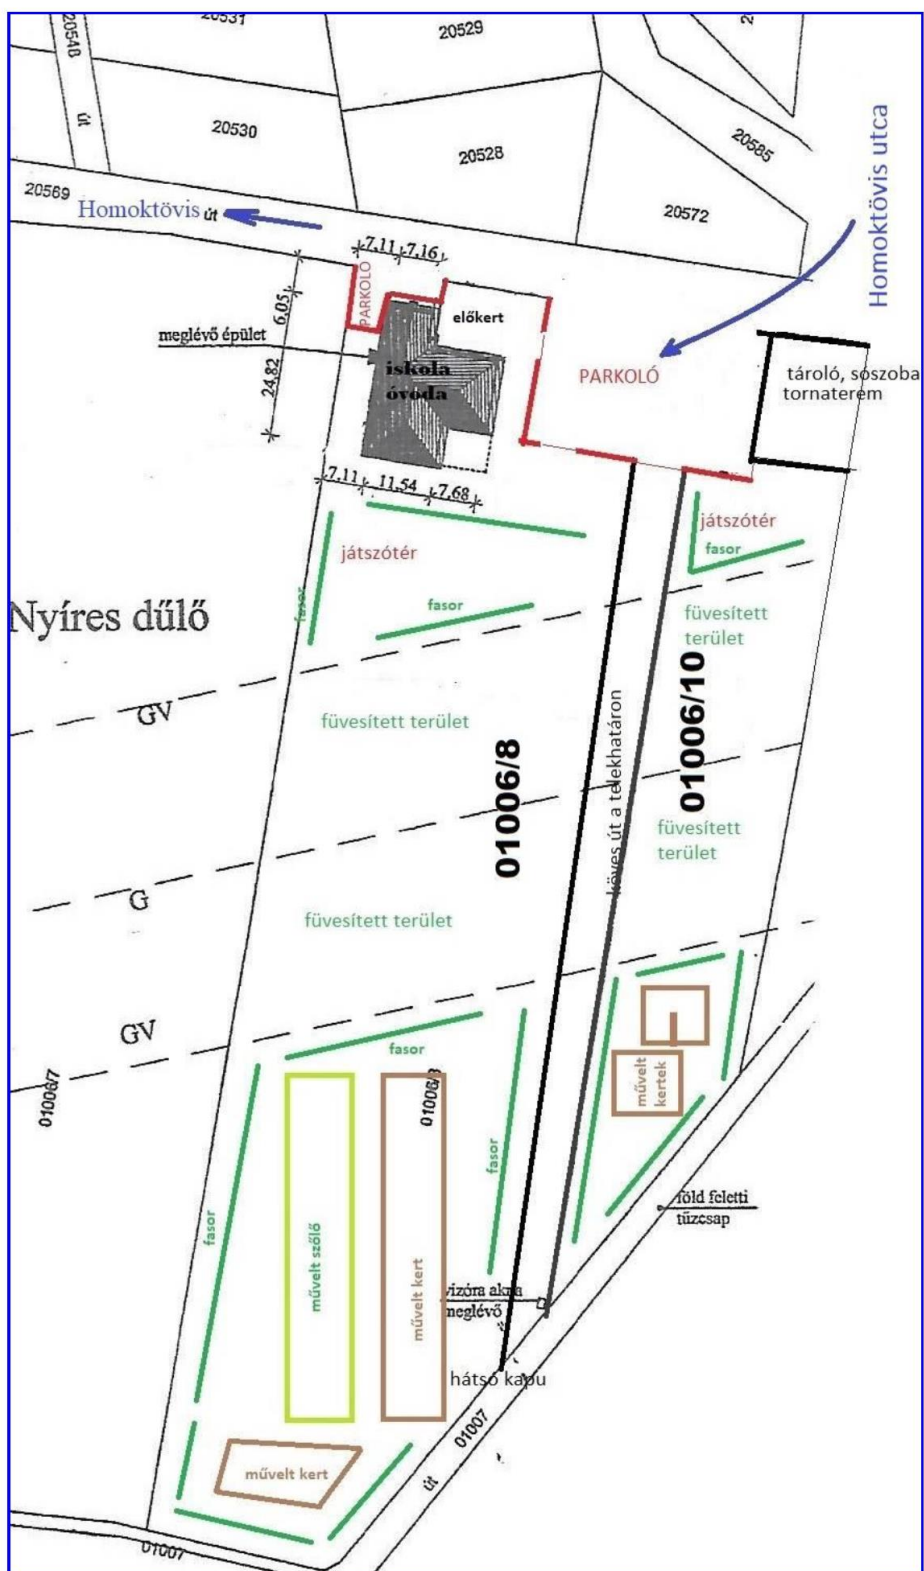 20531
20529
2
20548
út
20530
20528
20585
20572
20569
Homoktövis
út
Homoktövis utca
7,11
7,16
6,05
24,82
PARKOLÓ
előkert
meglévő épület
iskola
óvoda
PARKOLÓ
tároló, sószoba
tornaterem
7,11
11,54
7,68
játszótér
játszótér
fasor
fasor
fasor
Nyíres dűlő
füvesített
terület
GV
füvesített terület
01006/8
köves út a telekhatáron
01006/10
füvesített
terület
G
füvesített terület
GV
fasor
01006/7
01006/8
művelt
kertek
fasor
fasor
föld feletti
tűzcsap
művelt szőlő
művelt kert
vízóra akna
meglévő
hátsó kapu
művelt kert
01007
út
01007